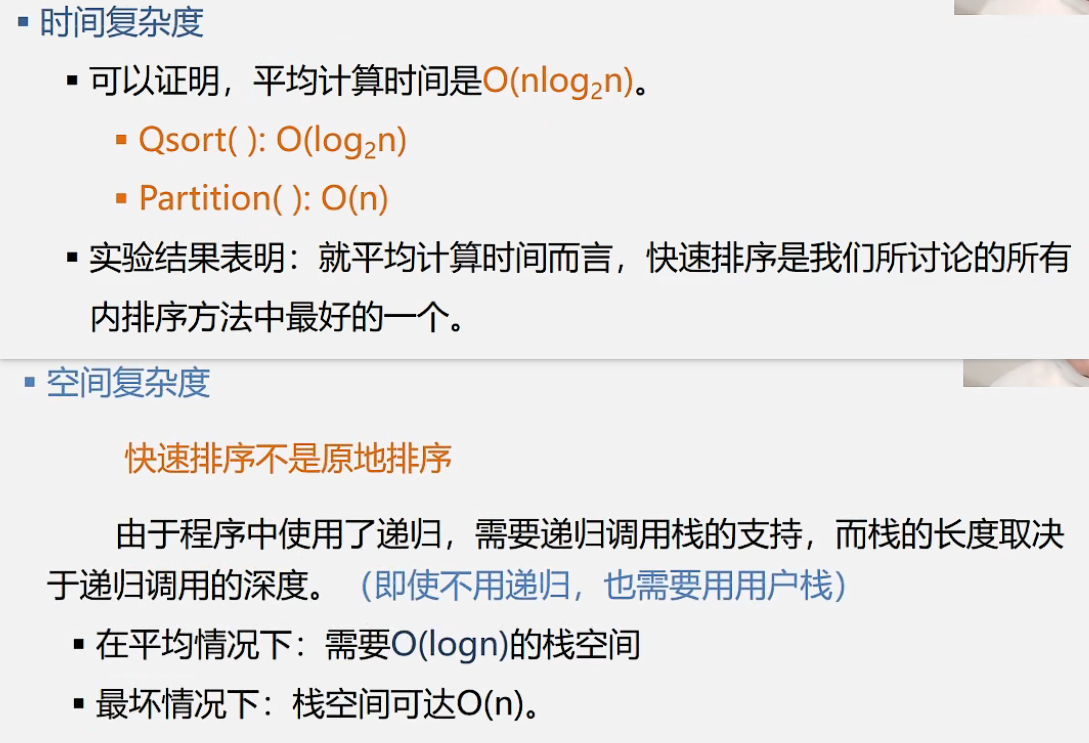 ▪ 时间复杂度
▪ 可以证明，平均计算时间是O(nlog₂n)。
▪ Qsort( ): O(log₂n)
▪ Partition( ): O(n)
▪ 实验结果表明：就平均计算时间而言，快速排序是我们所讨论的所有
内排序方法中最好的一个。
▪ 空间复杂度
快速排序不是原地排序
由于程序中使用了递归，需要递归调用栈的支持，而栈的长度取决
于递归调用的深度。（即使不用递归，也需要用用户栈）
▪ 在平均情况下：需要O(logn)的栈空间
▪ 最坏情况下：栈空间可达O(n)。